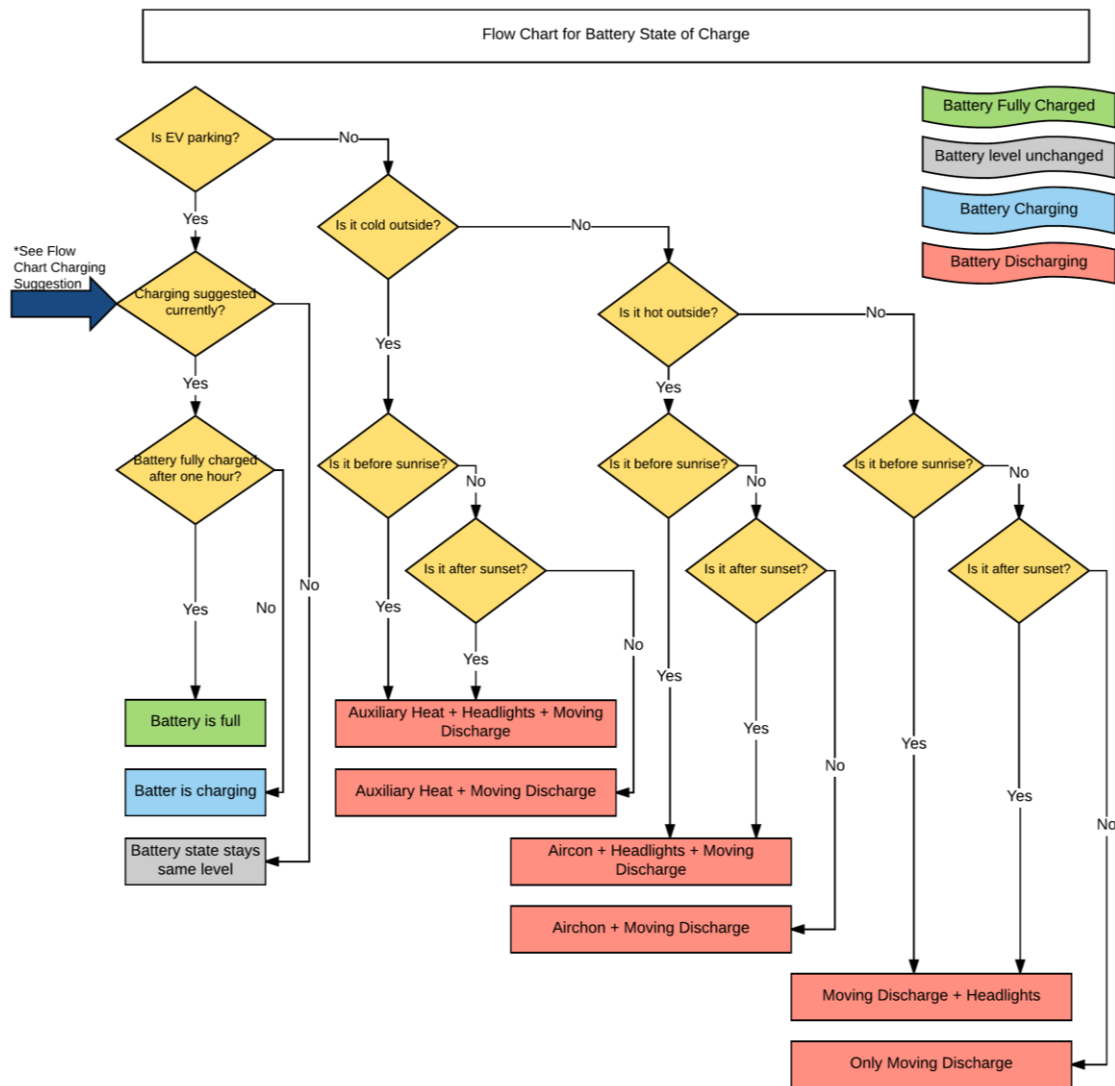 Flow Chart for Battery State of Charge
Battery Fully Charged
Battery level unchanged
Battery Charging
Battery Discharging
Is EV parking?
No
Yes
Is it cold outside?
No
*See Flow
Chart Charging
Suggestion
Charging suggested
currently?
Is it hot outside?
No
Yes
Yes
Yes
Battery fully charged
after one hour?
Is it before sunrise?
No
Is it before sunrise?
No
Is it before sunrise?
No
Is it after sunset?
Is it after sunset?
Is it after sunset?
No
Yes
No
Yes
No
Yes
Yes
Yes
Battery is full
Auxiliary Heat + Headlights + Moving
Discharge
Yes
Yes
No
Batter is charging
Auxiliary Heat + Moving Discharge
Yes
No
Battery state stays
same level
Aircon + Headlights + Moving
Discharge
Airchon + Moving Discharge
Moving Discharge + Headlights
Only Moving Discharge